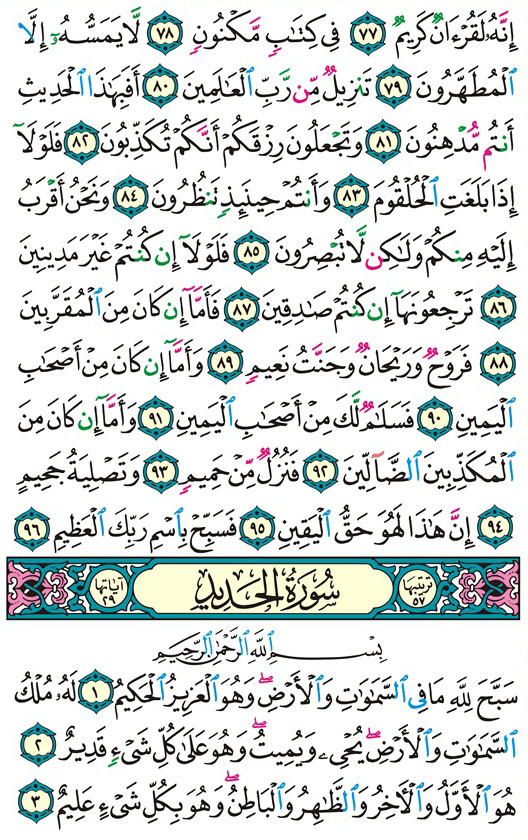 إِنَّهُۥ لَقُرْءَانٌ كَرِيمٌ ٧٧ فِى كِتَٰبٍ مَّكْنُونٍ ٧٨ لَّا يَمَسُّهُۥٓ إِلَّا
ٱلْمُطَهَّرُونَ ٧٩ تَنزِيلٌ مِّن رَّبِّ ٱلْعَٰلَمِينَ ٨٠ أَفَبِهَٰذَا ٱلْحَدِيثِ
أَنتُم مُّدْهِنُونَ ٨١ وَتَجْعَلُونَ رِزْقَكُمْ أَنَّكُمْ تُكَذِّبُونَ ٨٢ فَلَوْلَآ
إِذَا بَلَغَتِ ٱلْحُلْقُومَ ٨٣ وَأَنتُمْ حِينَئِذٍ تَنظُرُونَ ٨٤ وَنَحْنُ أَقْرَبُ
إِلَيْهِ مِنكُمْ وَلَٰكِن لَّا تُبْصِرُونَ ٨٥ فَلَوْلَآ إِن كُنتُمْ غَيْرَ مَدِينِينَ
٨٦ تَرْجِعُونَهَآ إِن كُنتُمْ صَٰدِقِينَ ٨٧ فَأَمَّآ إِن كَانَ مِنَ ٱلْمُقَرَّبِينَ
٨٨ فَرَوْحٌ وَرَيْحَانٌ وَجَنَّتُ نَعِيمٍ ٨٩ وَأَمَّآ إِن كَانَ مِنْ أَصْحَٰبِ
ٱلْيَمِينِ ٩٠ فَسَلَٰمٌ لَّكَ مِنْ أَصْحَٰبِ ٱلْيَمِينِ ٩١ وَأَمَّآ إِن كَانَ مِنَ
ٱلْمُكَذِّبِينَ ٱلضَّآلِّينَ ٩٢ فَنُزُلٌ مِّنْ حَمِيمٍ ٩٣ وَتَصْلِيَةُ جَحِيمٍ
٩٤ إِنَّ هَٰذَا لَهُوَ حَقُّ ٱلْيَقِينِ ٩٥ فَسَبِّحْ بِٱسْمِ رَبِّكَ ٱلْعَظِيمِ ٩٦
ترتيبها ٥٧ سُورَةُ الحَدِيدِ آياتها ٢٩
بِسْمِ ٱللَّهِ ٱلرَّحْمَٰنِ ٱلرَّحِيمِ
سَبَّحَ لِلَّهِ مَا فِى ٱلسَّمَٰوَٰتِ وَٱلْأَرْضِ ۖ وَهُوَ ٱلْعَزِيزُ ٱلْحَكِيمُ ١ لَهُۥ مُلْكُ
ٱلسَّمَٰوَٰتِ وَٱلْأَرْضِ ۖ يُحْىِۦ وَيُمِيتُ ۖ وَهُوَ عَلَىٰ كُلِّ شَىْءٍ قَدِيرٌ ٢
هُوَ ٱلْأَوَّلُ وَٱلْءَاخِرُ وَٱلظَّٰهِرُ وَٱلْبَاطِنُ ۖ وَهُوَ بِكُلِّ شَىْءٍ عَلِيمٌ ٣